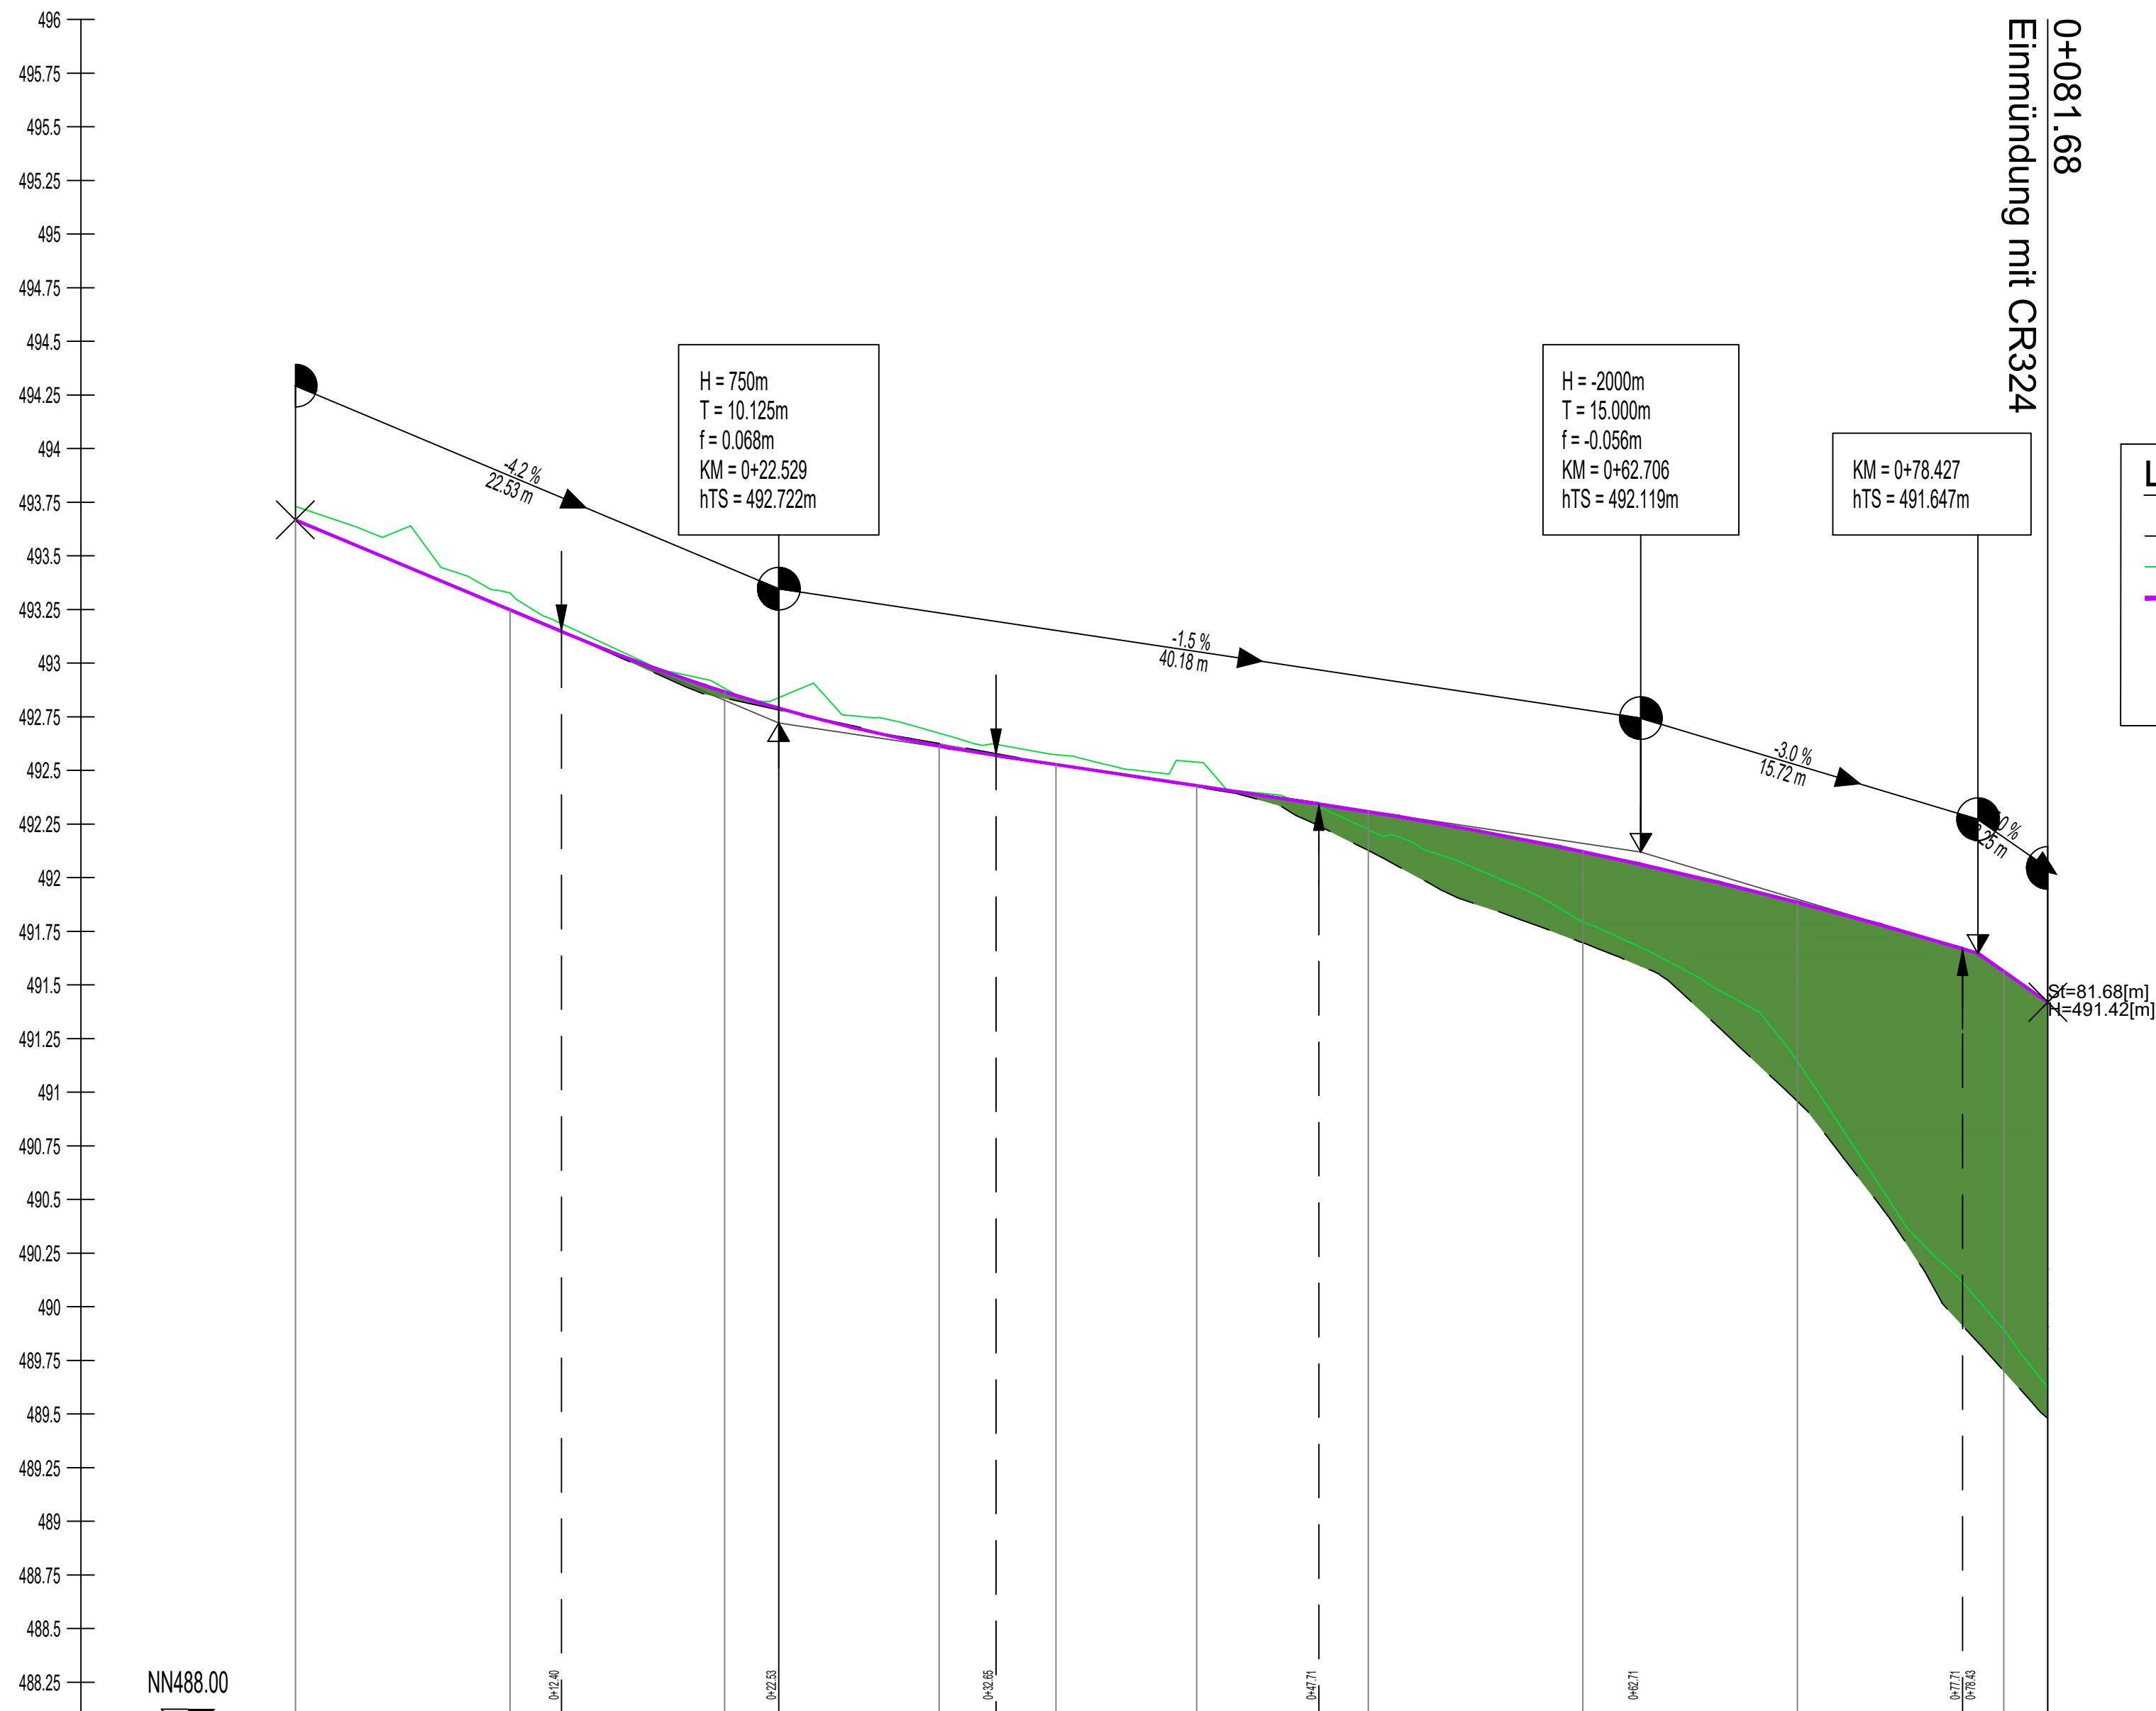 496
495.75
495.5
495.25
495
494.75
494.5
494.25
494
493.75
493.5
493.25
493
492.75
492.5
492.25
492
491.75
491.5
491.25
491
490.75
490.5
490.25
490
489.75
489.5
489.25
489
488.75
488.5
488.25
NN488.00
0+081.68
Einmündung mit CR324
-4.2 %
22.53 m
H = 750m
T = 10.125m
f = 0.068m
KM = 0+22.529
hTS = 492.722m
-1.5 %
40.18 m
H = -2000m
T = 15.000m
f = -0.056m
KM = 0+62.706
hTS = 492.119m
-3.0 %
15.72 m
KM = 0+78.427
hTS = 491.647m
St=81.68[m]
H=491.42[m]
0+12.40
0+22.53
0+32.65
0+47.71
0+62.71
0+77.71
0+78.43